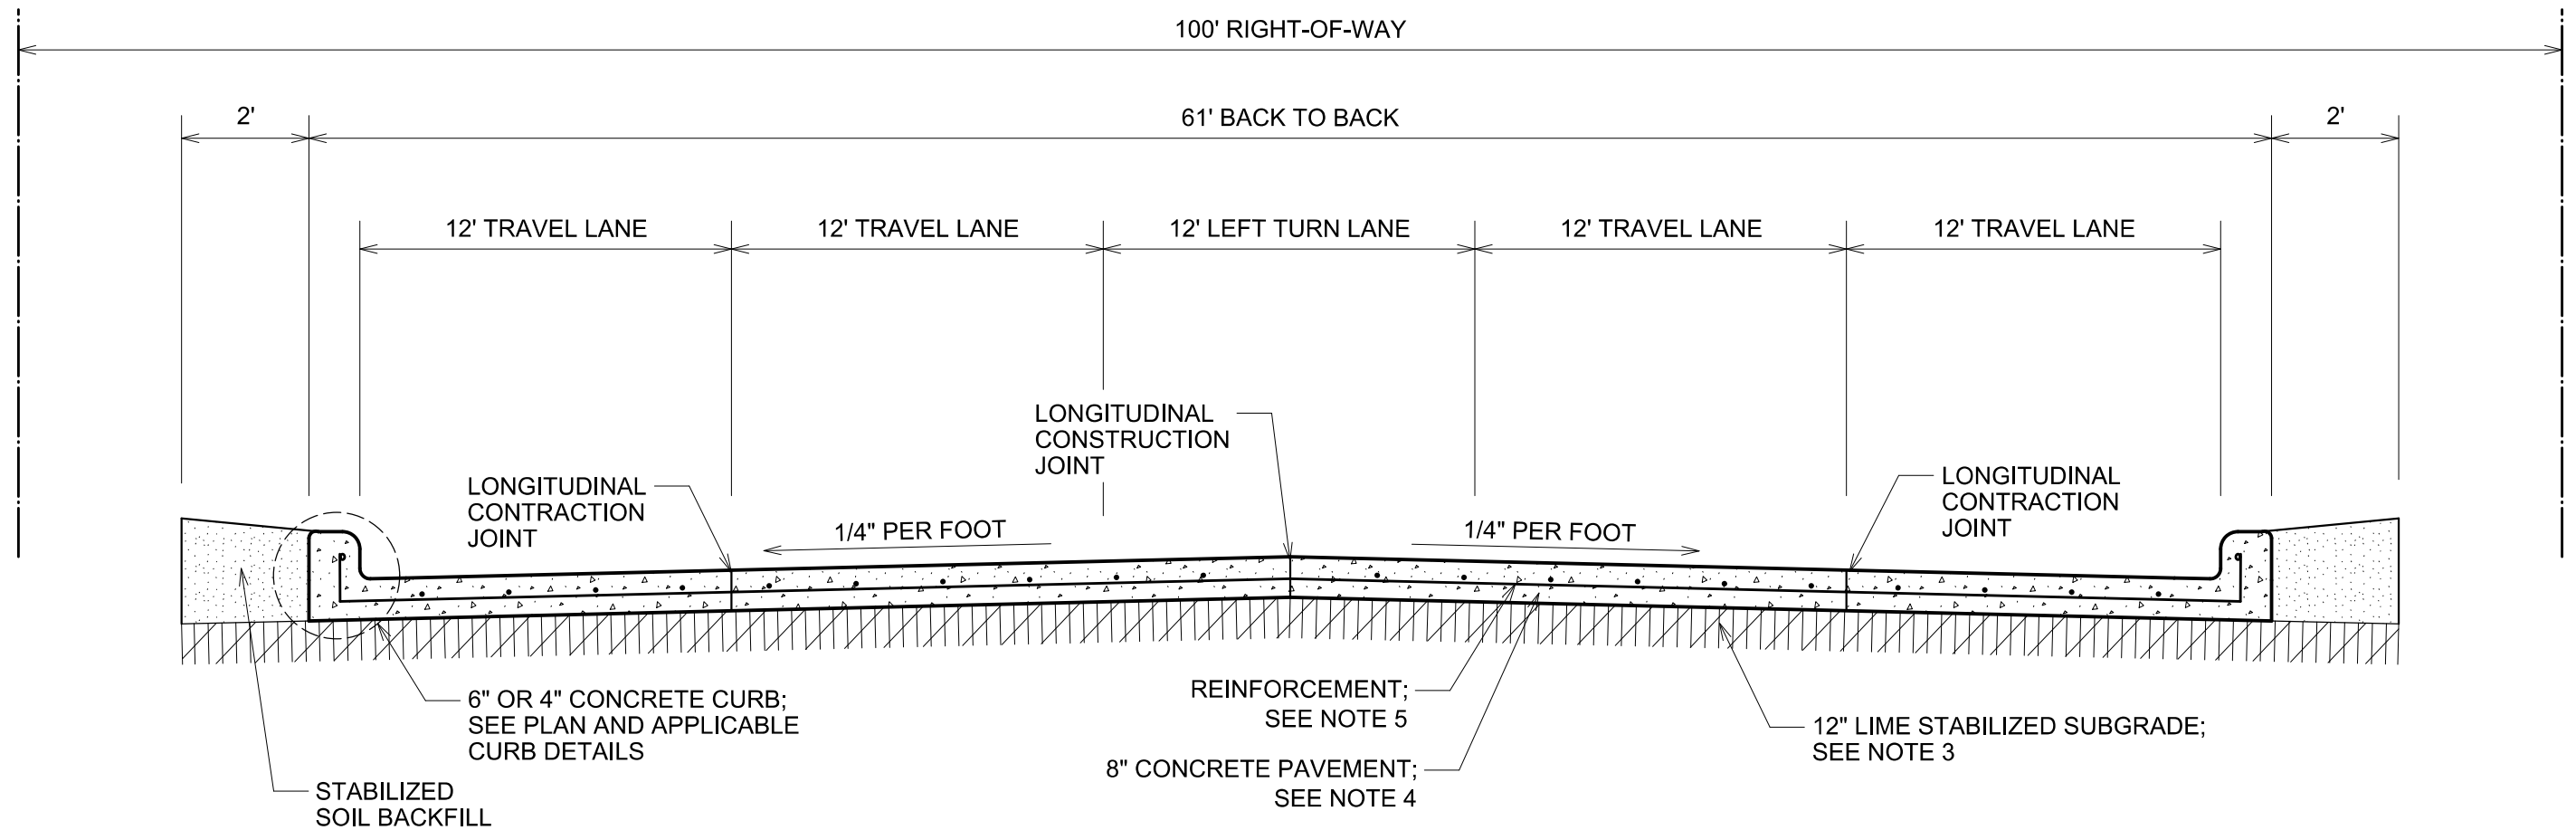 100' RIGHT-OF-WAY
2'
61' BACK TO BACK
2'
12' TRAVEL LANE
12' TRAVEL LANE
12' LEFT TURN LANE
12' TRAVEL LANE
12' TRAVEL LANE
LONGITUDINAL
CONSTRUCTION
JOINT
LONGITUDINAL
CONTRACTION
JOINT
1/4" PER FOOT
1/4" PER FOOT
LONGITUDINAL
CONTRACTION
JOINT
6" OR 4" CONCRETE CURB;
SEE PLAN AND APPLICABLE
CURB DETAILS
STABILIZED
SOIL BACKFILL
REINFORCEMENT;
SEE NOTE 5
8" CONCRETE PAVEMENT;
SEE NOTE 4
12" LIME STABILIZED SUBGRADE;
SEE NOTE 3